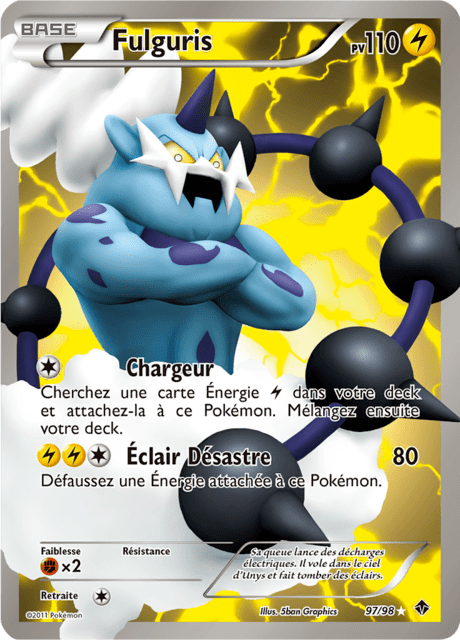 BASE
Fulguris
PV110
Chargeur
Cherchez une carte Énergie dans votre deck
et attachez-la à ce Pokémon. Mélangez ensuite
votre deck.
Éclair Désastre 80
Défaussez une Énergie attachée à ce Pokémon.
Faiblesse
Résistance
×2
Sa queue lance des décharges
électriques. Il vole dans le ciel
d'Unys et fait tomber des éclairs.
Retraite
©2011 Pokémon
Illus. 5ban Graphics
97/98